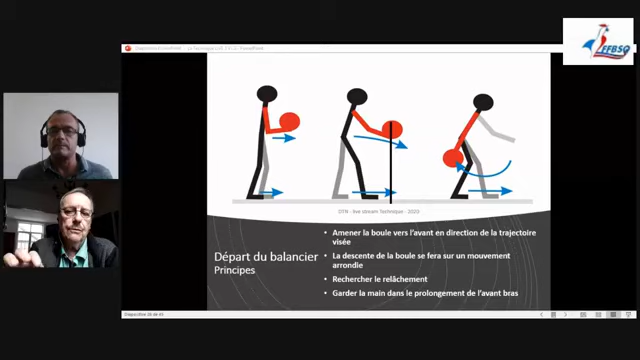 FFBSQ
DTN - live stream Technique - 2020
Départ du balancier
Principes
• Amener la boule vers l'avant en direction de la trajectoire
visée
• La descente de la boule se fera sur un mouvement
arrondie
• Rechercher le relâchement
• Garder la main dans le prolongement de l'avant bras